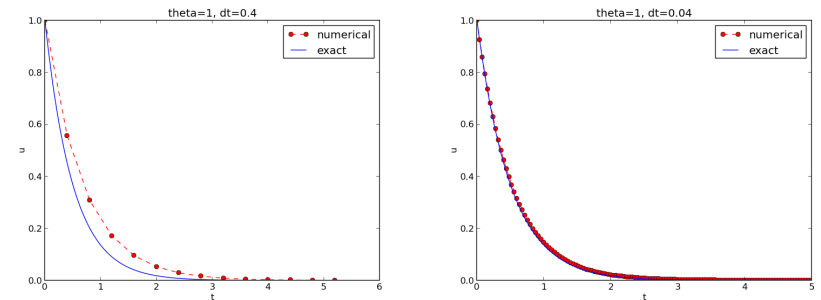 theta=1, dt=0.4
numerical
exact
u
1.0
0.8
0.6
0.4
0.2
0.0
0 1 2 3 4 5 6
t
theta=1, dt=0.04
numerical
exact
u
1.0
0.8
0.6
0.4
0.2
0.0
0 1 2 3 4 5
t